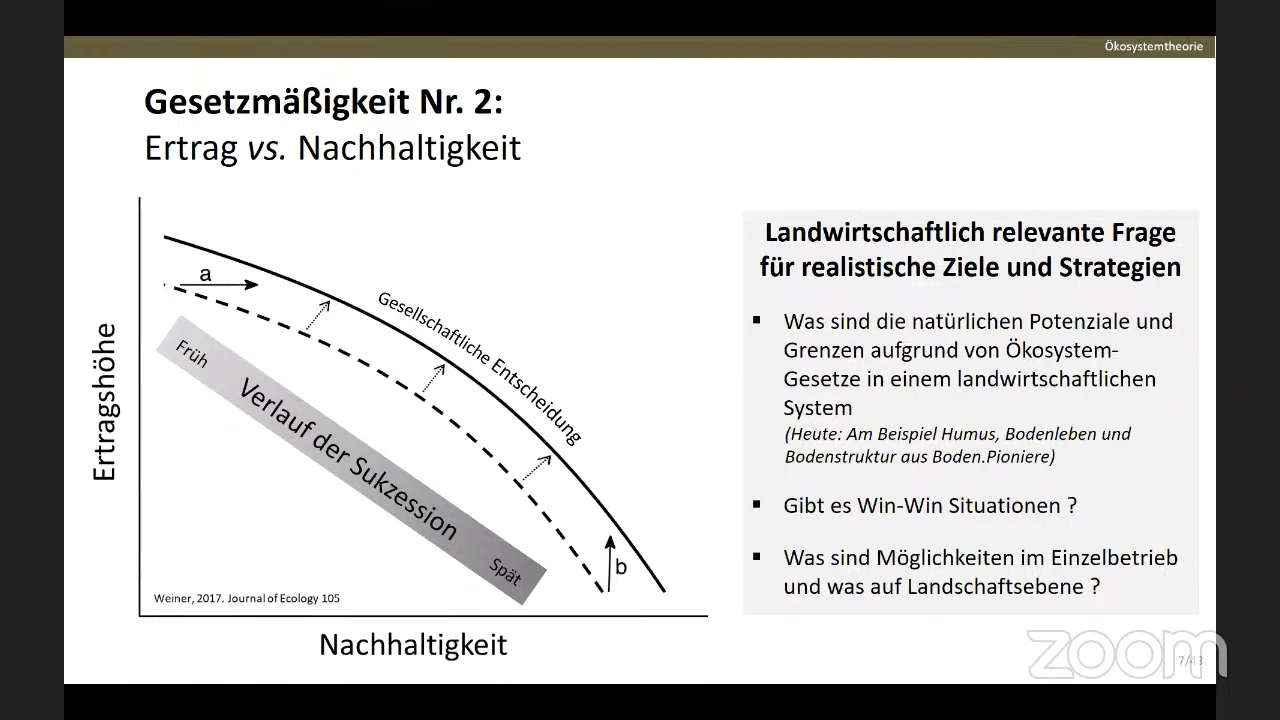 Ökosystemtheorie
Gesetzmäßigkeit Nr. 2:
Ertrag vs. Nachhaltigkeit
Ertragshöhe
a
Gesellschaftliche Entscheidung
Früh
Verlauf der Sukzession
Spät
b
Weiner, 2017. Journal of Ecology 105
Nachhaltigkeit
Landwirtschaftlich relevante Frage
für realistische Ziele und Strategien
▪ Was sind die natürlichen Potenziale und
Grenzen aufgrund von Ökosystem-
Gesetze in einem landwirtschaftlichen
System
(Heute: Am Beispiel Humus, Bodenleben und
Bodenstruktur aus Boden.Pioniere)
▪ Gibt es Win-Win Situationen ?
▪ Was sind Möglichkeiten im Einzelbetrieb
und was auf Landschaftsebene ?
zoom
7/43